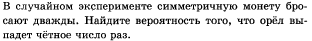 В случайном эксперименте симметричную монету бро-
сают дважды. Найдите вероятность того, что орёл вы-
падет чётное число раз.